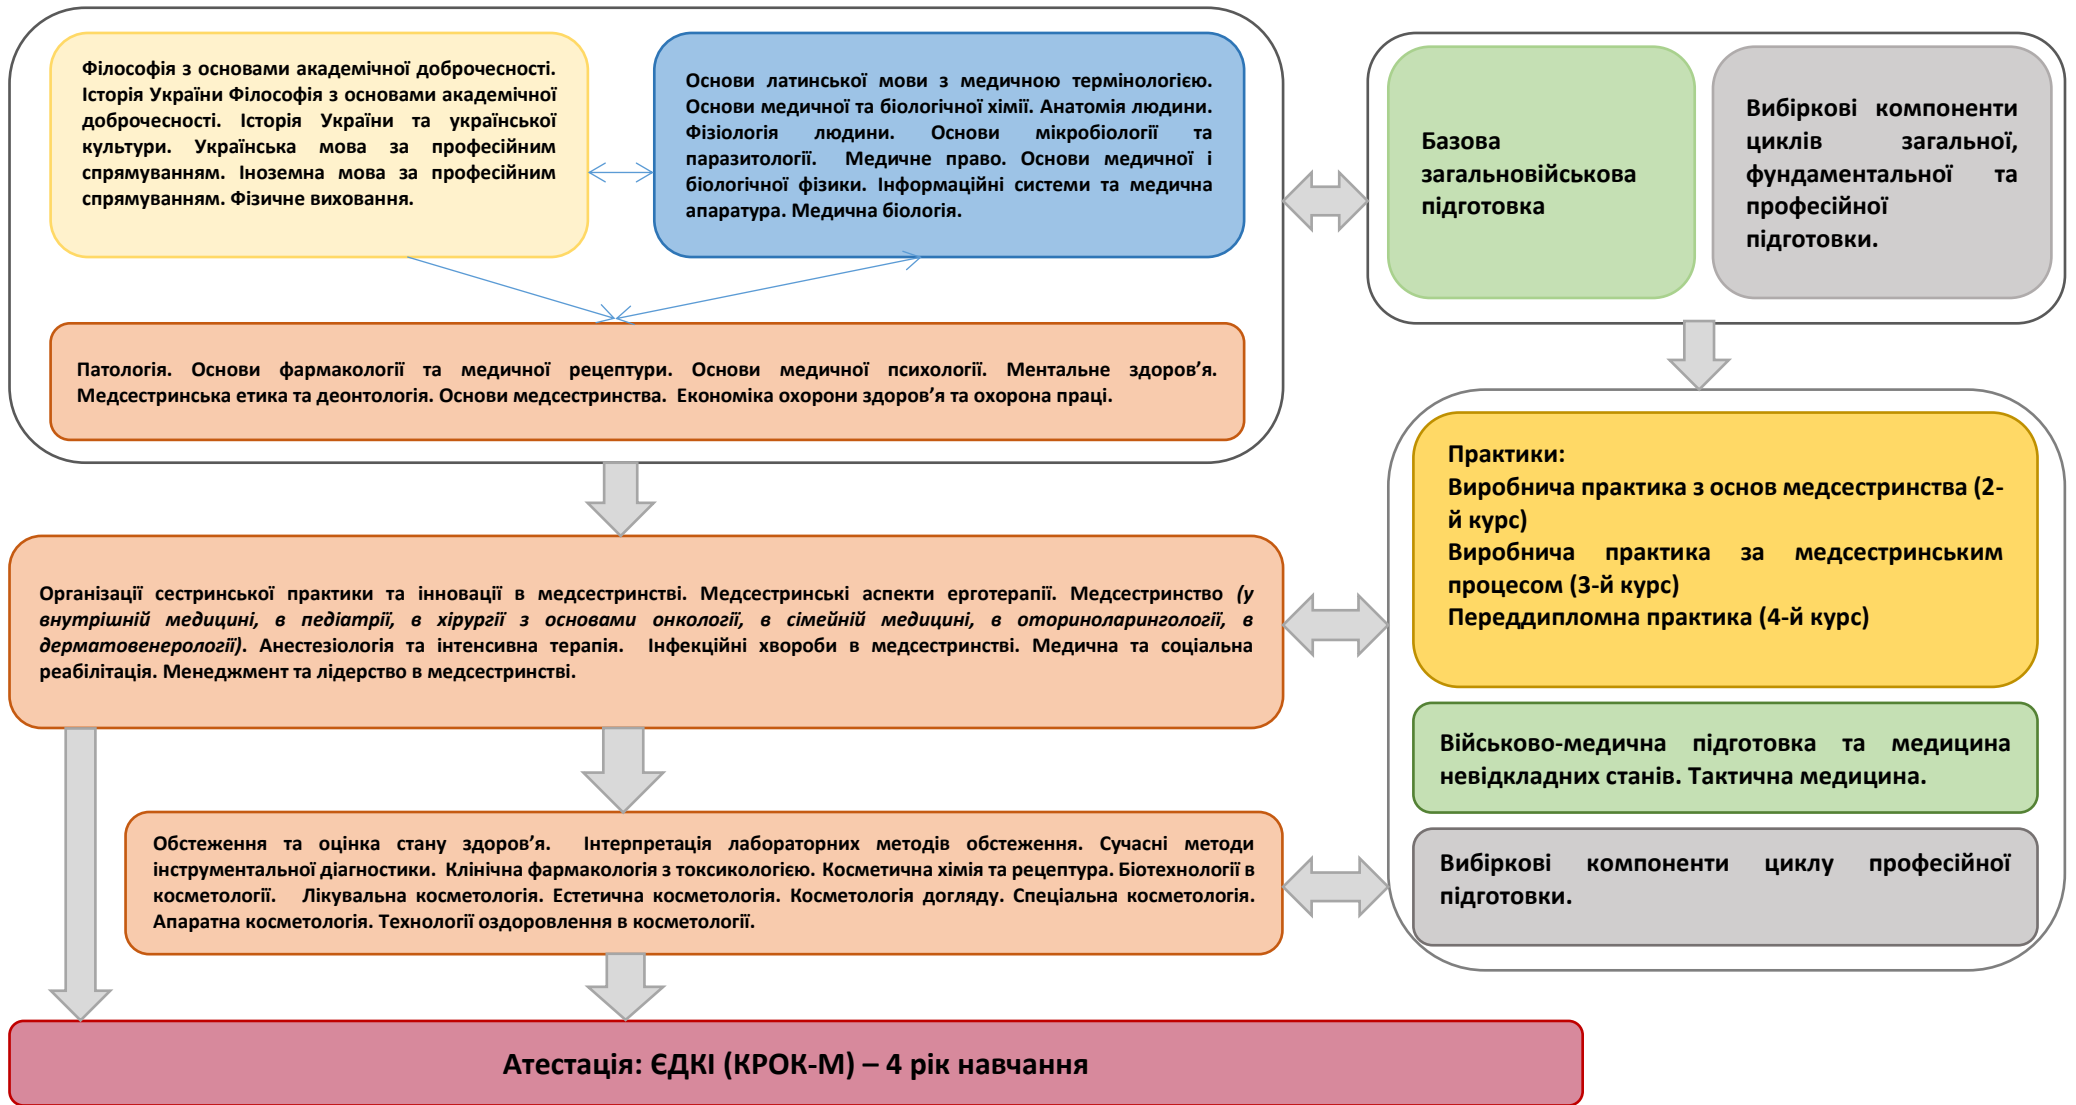 Філософія з основами академічної доброчесності.
Історія України Філософія з основами академічної
доброчесності. Історія України та української
культури. Українська мова за професійним
спрямуванням. Іноземна мова за професійним
спрямуванням. Фізичне виховання.
Основи латинської мови з медичною термінологією.
Основи медичної та біологічної хімії. Анатомія людини.
Фізіологія людини. Основи мікробіології та
паразитології. Медичне право. Основи медичної і
біологічної фізики. Інформаційні системи та медична
апаратура. Медична біологія.
Базова
загальновійськова
підготовка
Вибіркові компоненти
циклів загальної,
фундаментальної та
професійної
підготовки.
Патологія. Основи фармакології та медичної рецептури. Основи медичної психології. Ментальне здоров’я.
Медсестринська етика та деонтологія. Основи медсестринства. Економіка охорони здоров’я та охорона праці.
Практики:
Виробнича практика з основ медсестринства (2-
й курс)
Виробнича практика за медсестринським
процесом (3-й курс)
Переддипломна практика (4-й курс)
Організації сестринської практики та інновації в медсестринстві. Медсестринські аспекти ерготерапії. Медсестринство (у
внутрішній медицині, в педіатрії, в хірургії з основами онкології, в сімейній медицині, в оториноларингології, в
дерматовенерології). Анестезіологія та інтенсивна терапія. Інфекційні хвороби в медсестринстві. Медична та соціальна
реабілітація. Менеджмент та лідерство в медсестринстві.
Військово-медична підготовка та медицина
невідкладних станів. Тактична медицина.
Обстеження та оцінка стану здоров’я. Інтерпретація лабораторних методів обстеження. Сучасні методи
інструментальної діагностики. Клінічна фармакологія з токсикологією. Косметична хімія та рецептура. Біотехнології в
косметології. Лікувальна косметологія. Естетична косметологія. Косметологія догляду. Спеціальна косметологія.
Апаратна косметологія. Технології оздоровлення в косметології.
Вибіркові компоненти циклу професійної
підготовки.
Атестація: ЄДКІ (КРОК-М) – 4 рік навчання